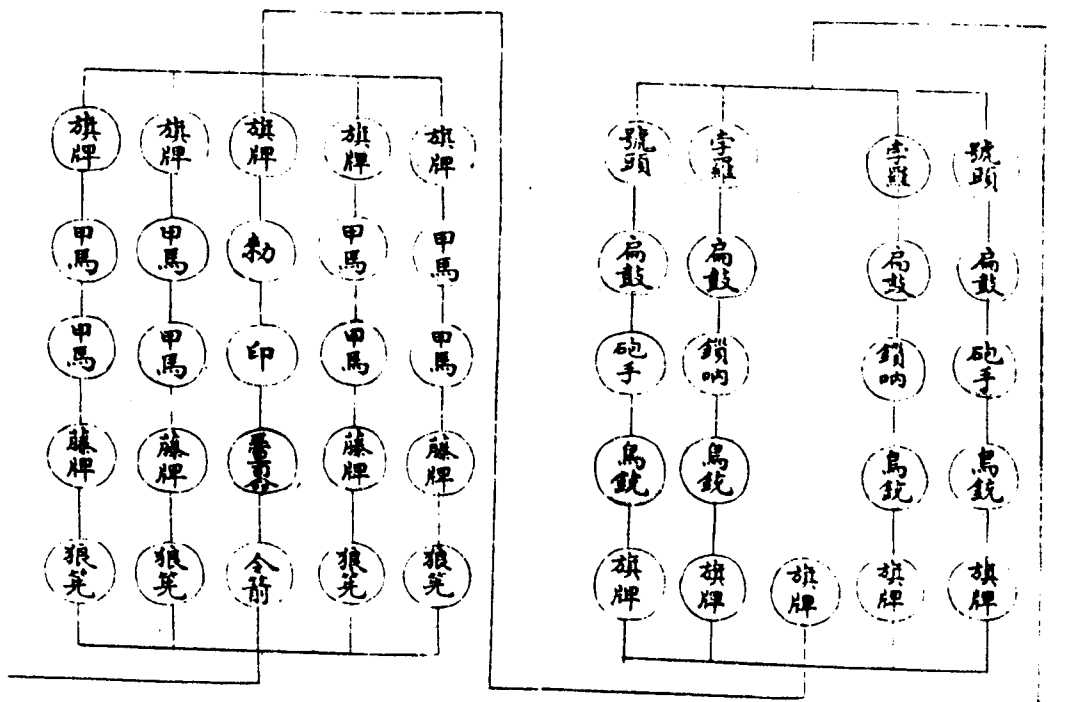 號頭 扁鼓 砲手 鳥銃 旗牌
孛羅 扁鼓 鎖吶 鳥銃 旗牌
旗牌
孛羅 扁鼓 鎖吶 鳥銃 旗牌
號頭 扁鼓 砲手 鳥銃 旗牌
旗牌 甲馬 甲馬 藤牌 狼筅
旗牌 甲馬 甲馬 藤牌 狼筅
旗牌 勅 印 令箭
旗牌 甲馬 甲馬 藤牌 狼筅
旗牌 甲馬 甲馬 藤牌 狼筅